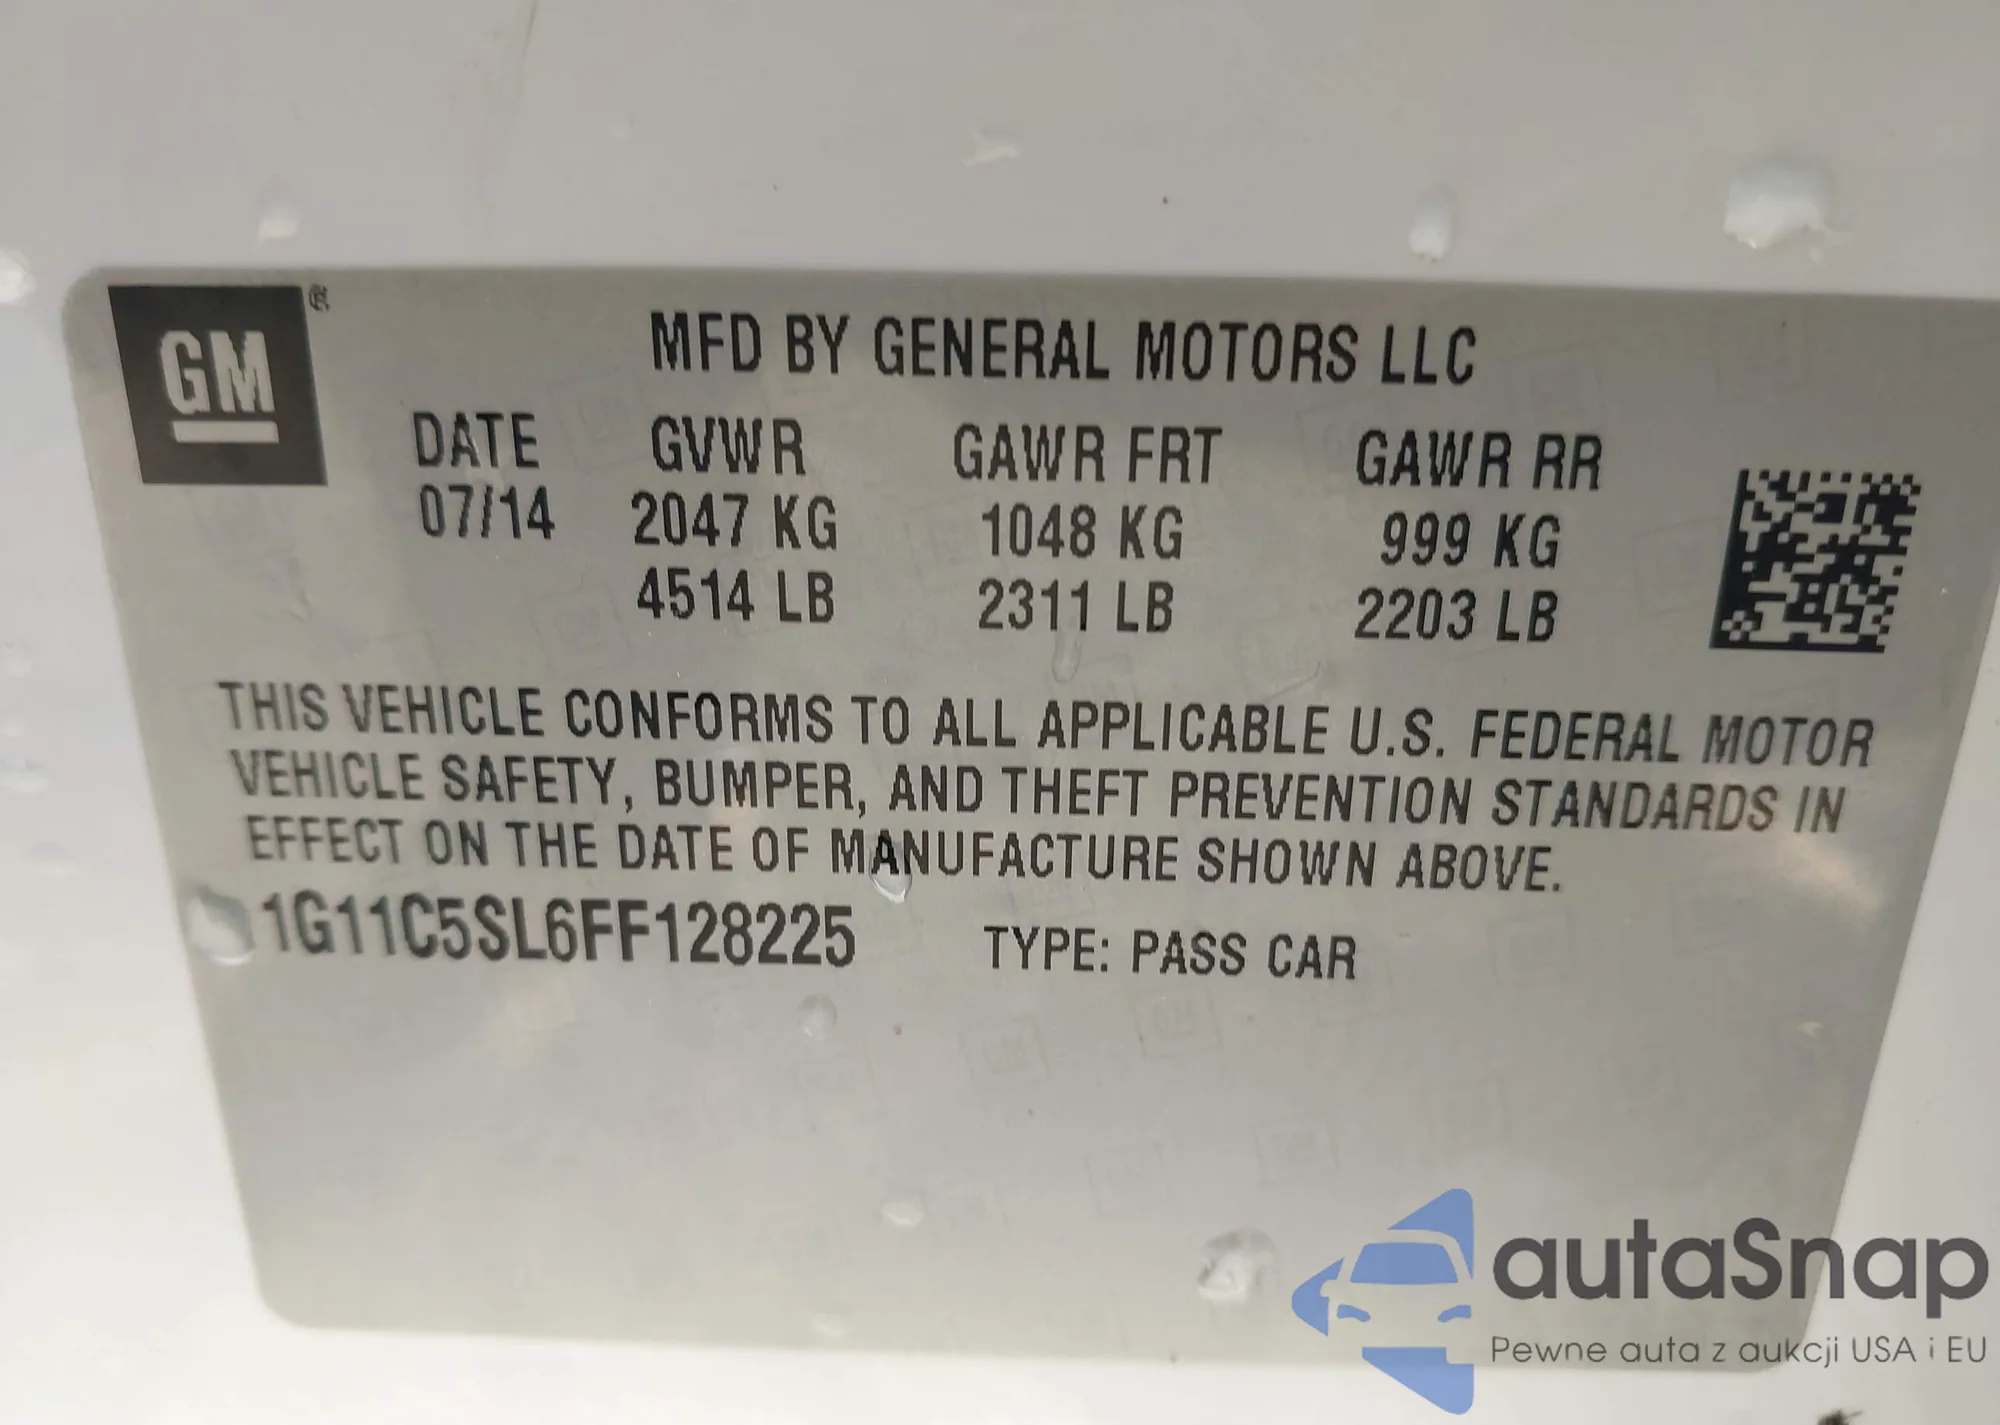 GM ®
MFD BY GENERAL MOTORS LLC
DATE GVWR GAWR FRT GAWR RR
07/14 2047 KG 1048 KG 999 KG
4514 LB 2311 LB 2203 LB
THIS VEHICLE CONFORMS TO ALL APPLICABLE U.S. FEDERAL MOTOR
VEHICLE SAFETY, BUMPER, AND THEFT PREVENTION STANDARDS IN
EFFECT ON THE DATE OF MANUFACTURE SHOWN ABOVE.
1G11C5SL6FF128225 TYPE: PASS CAR
autaSnap
Pewne auta z aukcji USA i EU